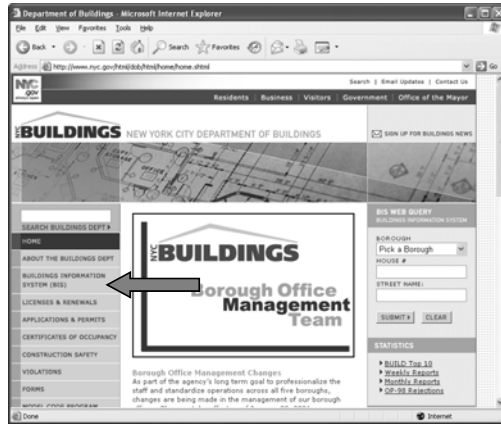 Department of Buildings - Microsoft Internet Explorer
File Edit View Favorites Tools Help
Back Search Favorites
Address http://www.nyc.gov/html/dob/html/home/home.shtml Go
NYC
.gov
Search | Email Updates | Contact Us
Residents Business Visitors Government Office of the Mayor
NYC BUILDINGS NEW YORK CITY DEPARTMENT OF BUILDINGS
SIGN UP FOR BUILDINGS NEWS
SEARCH BUILDINGS DEPT
HOME
ABOUT THE BUILDINGS DEPT
BUILDINGS INFORMATION
SYSTEM (BIS)
LICENSES & RENEWALS
APPLICATIONS & PERMITS
CERTIFICATES OF OCCUPANCY
CONSTRUCTION SAFETY
VIOLATIONS
FORMS
MODEL CODE PROGRAM
NYC BUILDINGS
Borough Office
Management
Team
Borough Office Management Changes
As part of the agency's long term goal to professionalize the
staff and standardize operations across all five boroughs,
changes are being made in the management of our borough
BIS WEB QUERY
BUILDINGS INFORMATION SYSTEM
BOROUGH
Pick a Borough
HOUSE #
STREET NAME:
SUBMIT CLEAR
STATISTICS
BUILD Top 10
Weekly Reports
Monthly Reports
OP-98 Rejections
Done
Internet